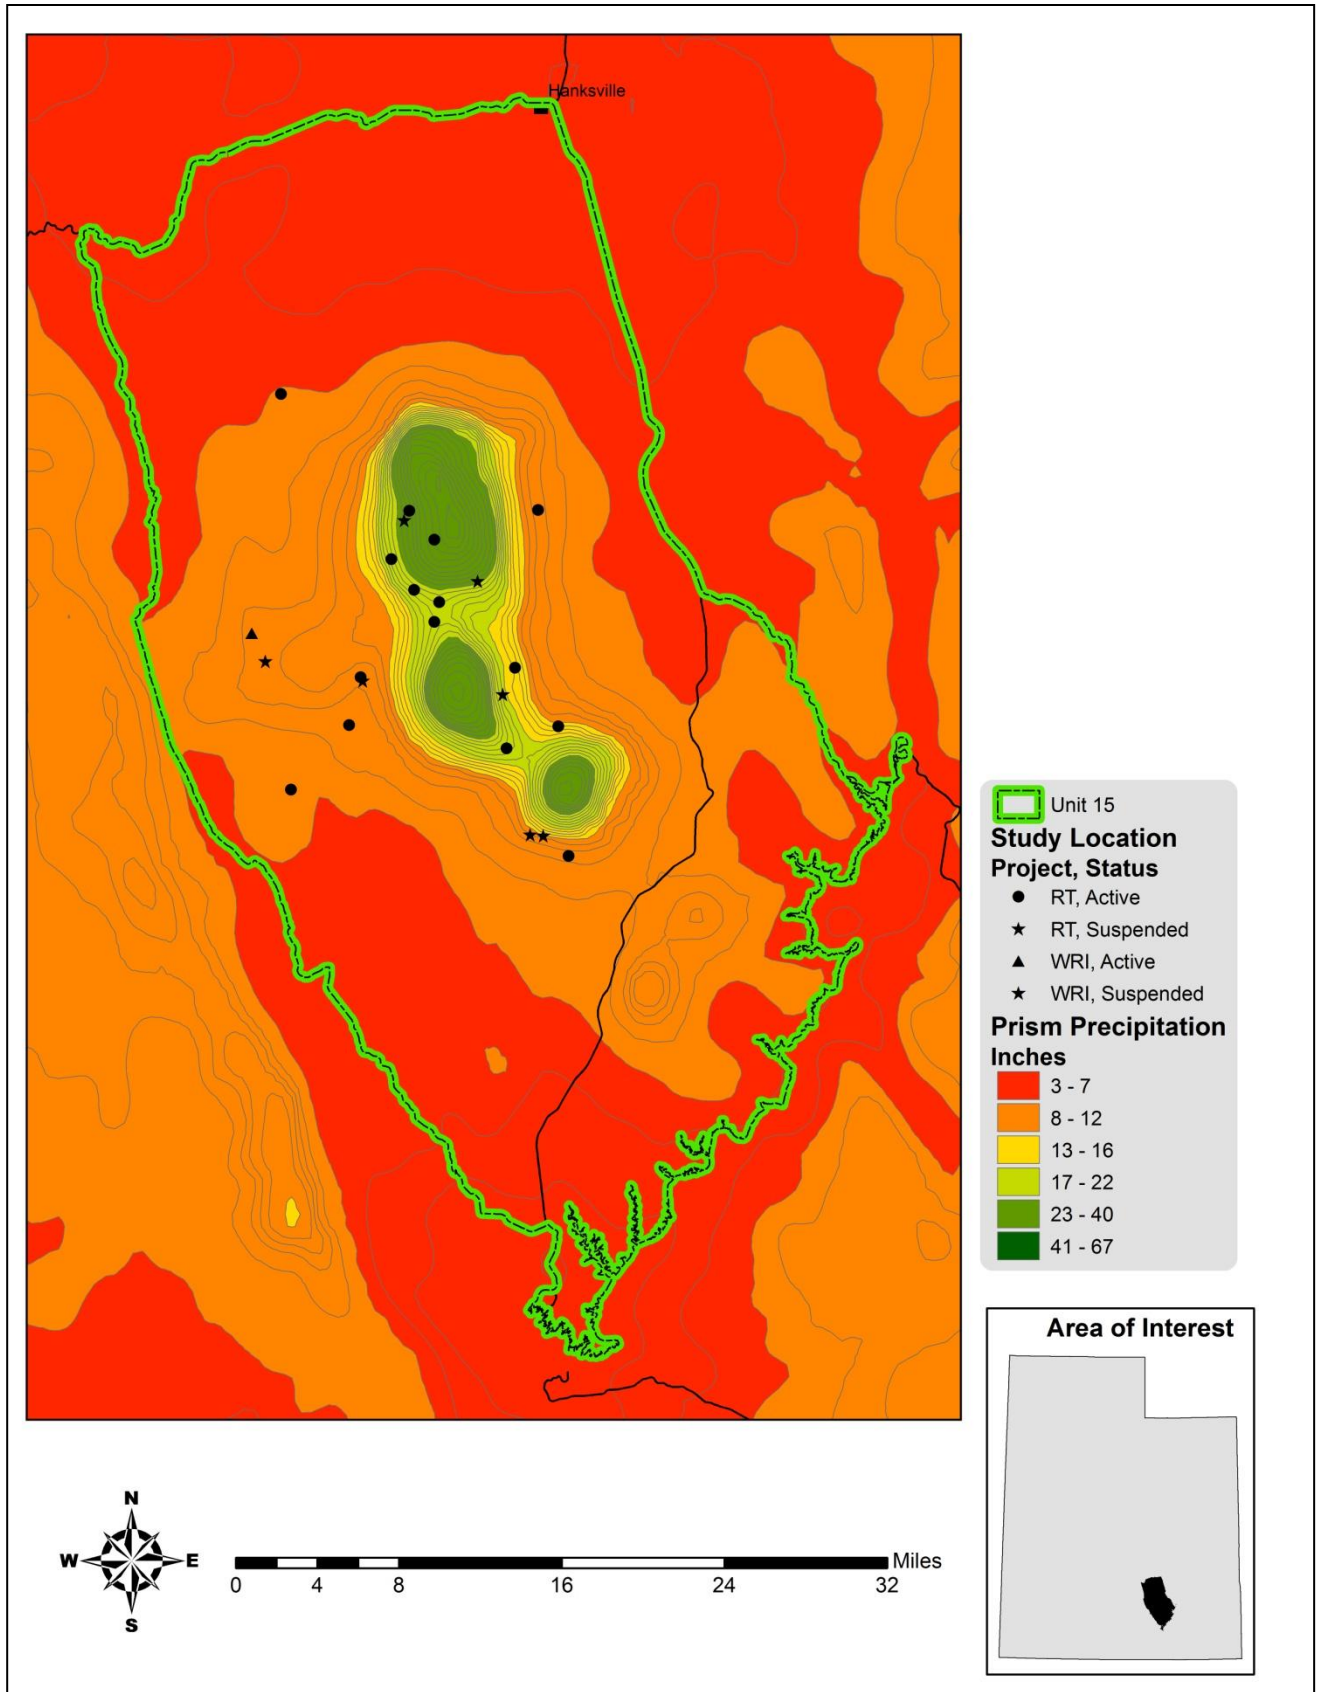 Hanksville
Unit 15
Study Location
Project, Status
RT, Active
RT, Suspended
WRI, Active
WRI, Suspended
Prism Precipitation
Inches
3 - 7
8 - 12
13 - 16
17 - 22
23 - 40
41 - 67
Area of Interest
N
W E
S
Miles
0 4 8 16 24 32